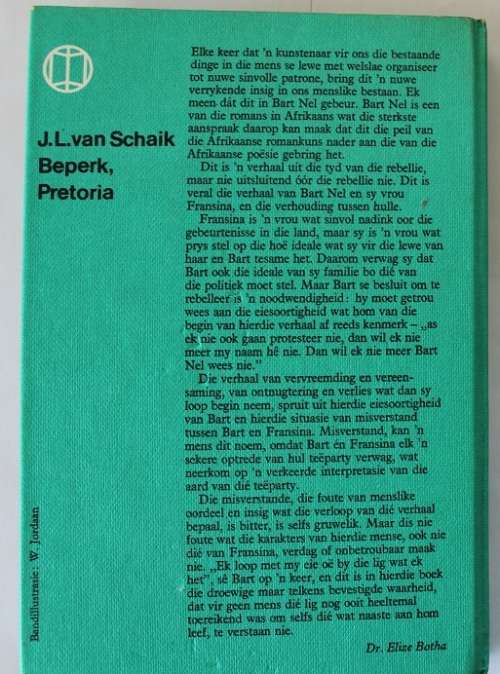 J.L.van Schaik
Beperk,
Pretoria
Elke keer dat 'n kunstenaar vir ons die bestaande
dinge in die mens se lewe met welslae organiseer
tot nuwe sinvolle patrone, bring dit 'n nuwe
verrykende insig in ons menslike bestaan. Ek
meen dát dit in Bart Nel gebeur. Bart Nel is een
van die romans in Afrikaans wat die sterkste
aanspraak daarop kan maak dat dit die peil van
die Afrikaanse romankuns nader aan die van die
Afrikaanse poësie gebring het.
Dit is 'n verhaal uit die tyd van die rebellie,
maar nie uitsluitend óór die rebellie nie. Dit is
veral die verhaal van Bart Nel en sy vrou
Fransina, en die verhouding tussen hulle.
Fransina is 'n vrou wat sinvol nadink oor die
gebeurtenisse in die land, maar sy is 'n vrou wat
prys stel op die hoë ideale wat sy vir die lewe van
haar en Bart tesame het. Daarom verwag sy dat
Bart ook die ideale van sy familie bo dié van
die politiek moet stel. Maar Bart se besluit om te
rebelleer is 'n noodwendigheid: hy moet getrou
wees aan die eiesoortigheid wat hom van die
begin van hierdie verhaal af reeds kenmerk – „as
ek nie ook gaan protesteer nie, dan wil ek nie
meer my naam hê nie. Dan wil ek nie meer Bart
Nel wees nie."
Die verhaal van vervreemding en vereen-
saming, van ontnugtering en verlies wat dan sy
loop begin neem, spruit uit hierdie eiesoortigheid
van Bart en hierdie situasie van misverstand
tussen Bart en Fransina. Misverstand, kan 'n
mens dit noem, omdat Bart én Fransina elk 'n
sekere optrede van hul teëparty verwag, wat
neerkom op 'n verkeerde interpretasie van die
aard van dié teëparty.
Die misverstande, die foute van menslike
oordeel en insig wat die verloop van dié verhaal
bepaal, is bitter, is selfs gruwelik. Maar dis nie
foute wat die karakters van hierdie mense, ook nie
dié van Fransina, verdag of onbetroubaar maak
nie. „Ek loop met my eie oë by die lig wat ek
het", sê Bart op 'n keer, en dit is in hierdie boek
die droewige maar telkens bevestigde waarheid,
dat vir geen mens dié lig nog ooit heeltemal
toereikend was om selfs dié wat naaste aan hom
leef, te verstaan nie.
Dr. Elize Botha
Bandillustrasie: W. Jordaan